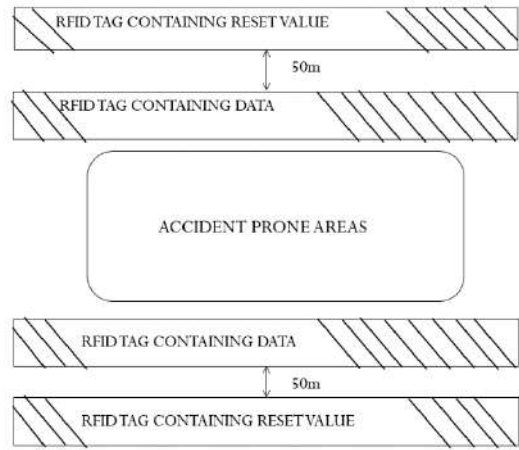 RFID TAG CONTAINING RESET VALUE
50m
RFID TAG CONTAINING DATA
ACCIDENT PRONE AREAS
RFID TAG CONTAINING DATA
50m
RFID TAG CONTAINING RESET VALUE